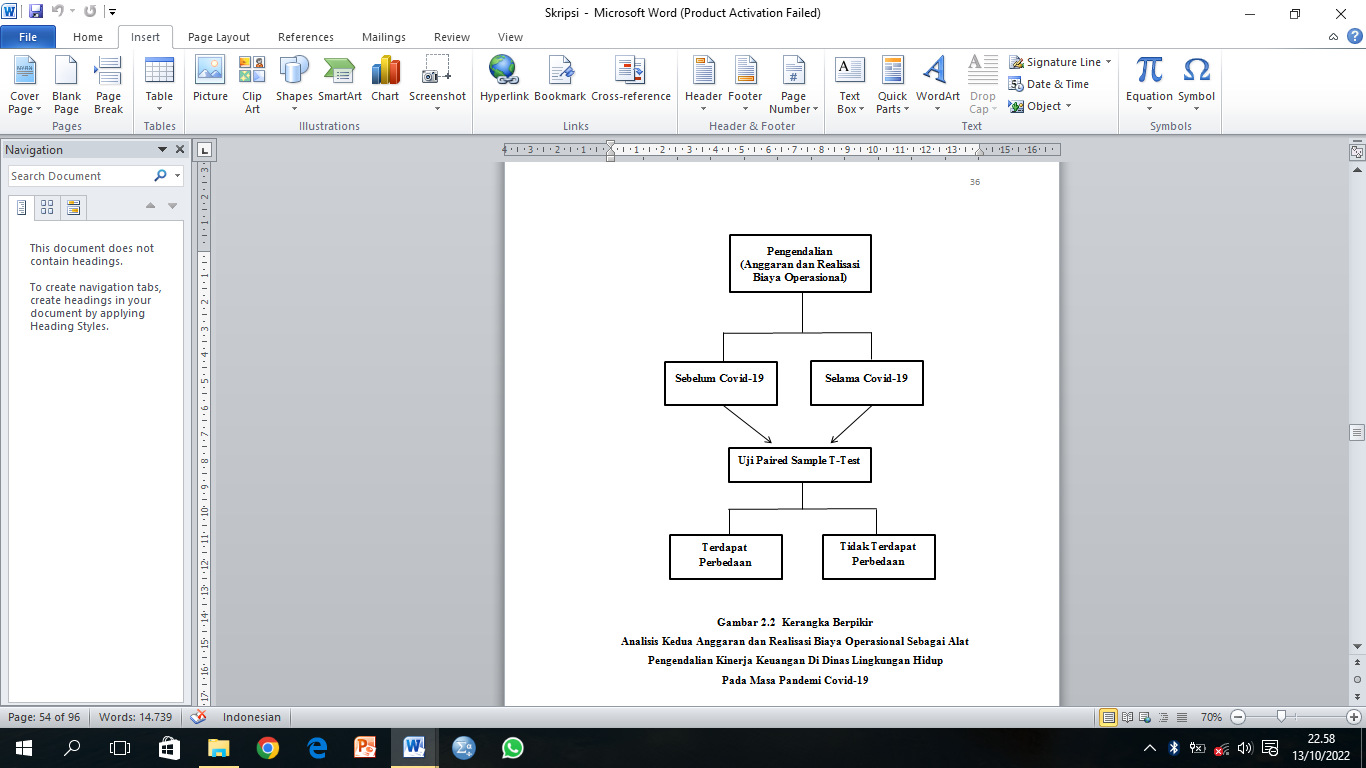 Skripsi - Microsoft Word (Product Activation Failed)
File Home Insert Page Layout References Mailings Review View
Cover Page
Blank Page
Page Break
Table
Picture
Clip Art
Shapes
SmartArt
Chart
Screenshot
Hyperlink
Bookmark
Cross-reference
Header
Footer
Page Number
Text Box
Quick Parts
WordArt
Drop Cap
Signature Line
Date & Time
Object
Equation
Symbol
Pages Tables Illustrations Links Header & Footer Text Symbols
Navigation
Search Document
This document does not
contain headings.
To create navigation tabs,
create headings in your
document by applying
Heading Styles.
36
Pengendalian
(Anggaran dan Realisasi
Biaya Operasional)
Sebelum Covid-19
Selama Covid-19
Uji Paired Sample T-Test
Terdapat
Perbedaan
Tidak Terdapat
Perbedaan
Gambar 2.2 Kerangka Berpikir
Analisis Kedua Anggaran dan Realisasi Biaya Operasional Sebagai Alat
Pengendalian Kinerja Keuangan Di Dinas Lingkungan Hidup
Pada Masa Pandemi Covid-19
Page: 54 of 96 Words: 14.739 Indonesian 70%
22.58
13/10/2022